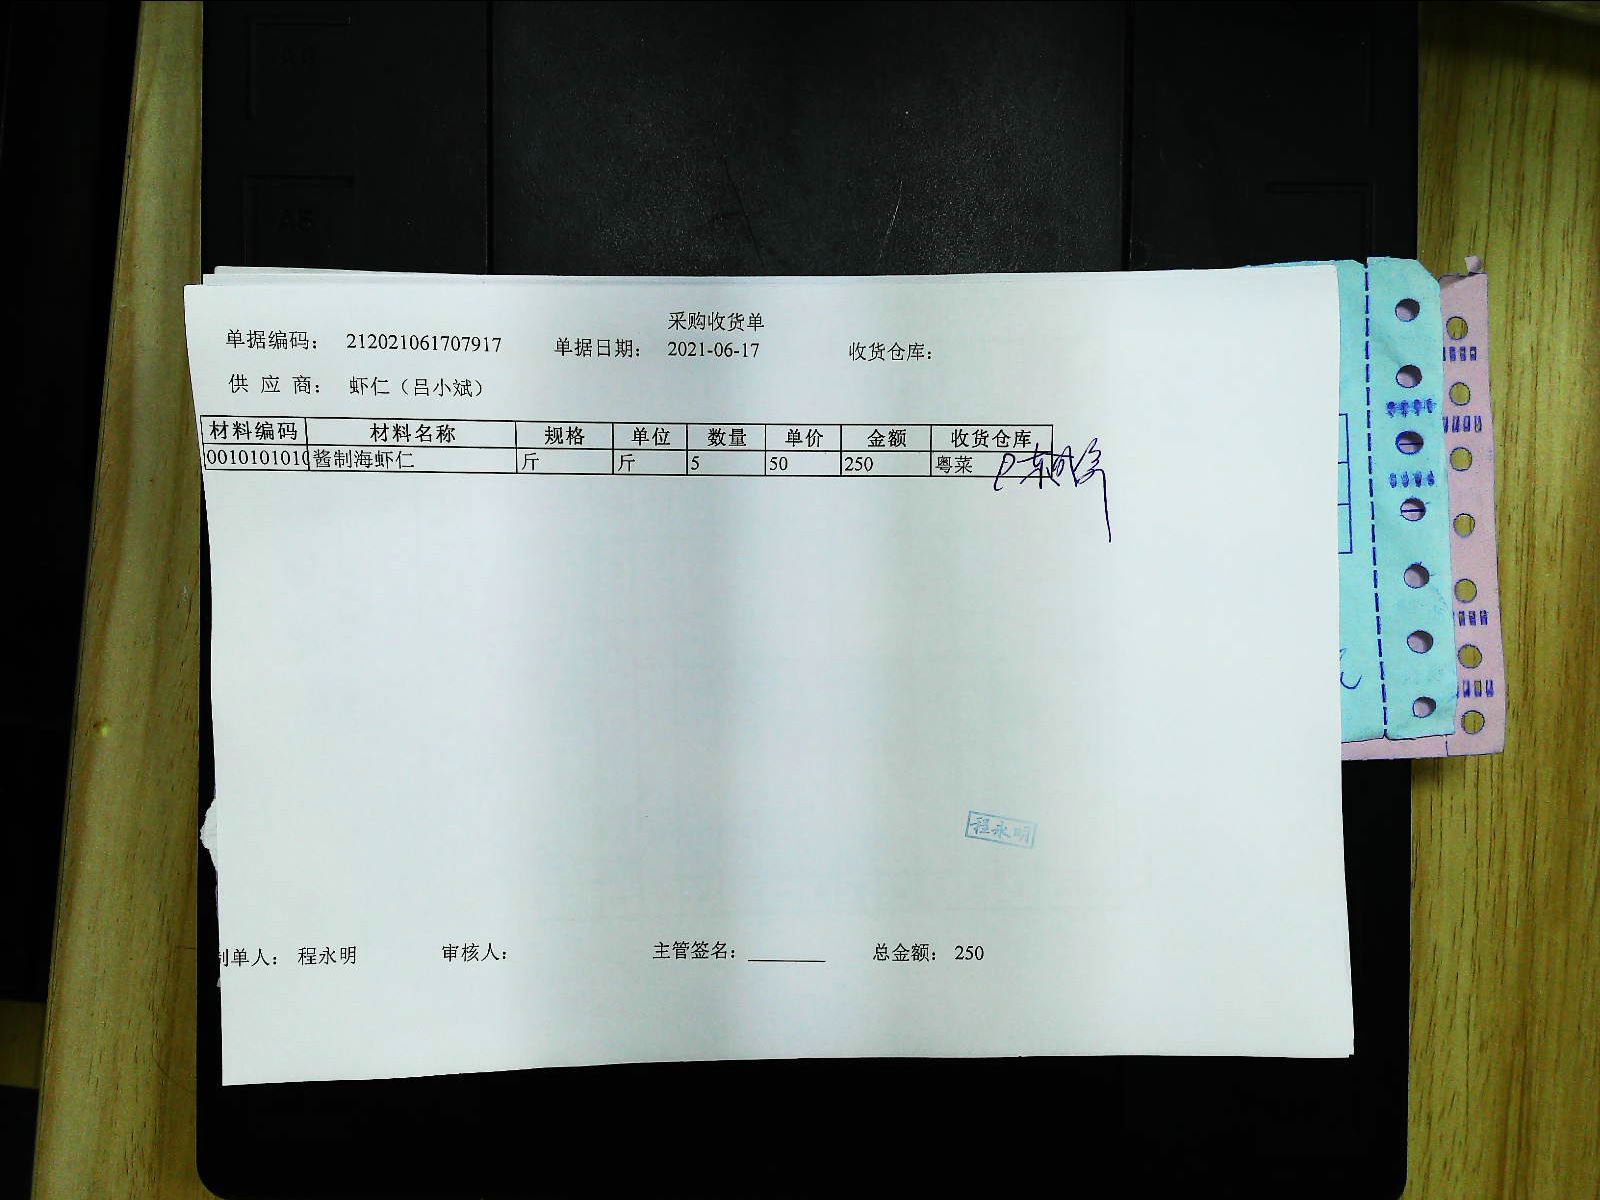 采购收货单
单据编码： 212021061707917 单据日期： 2021-06-17 收货仓库：
供 应 商： 虾仁（吕小斌）
材料编码 材料名称 规格 单位 数量 单价 金额 收货仓库
0010101010 酱制海虾仁 斤 斤 5 50 250 粤菜
程永明
制单人： 程永明 审核人： 主管签名： 总金额： 250